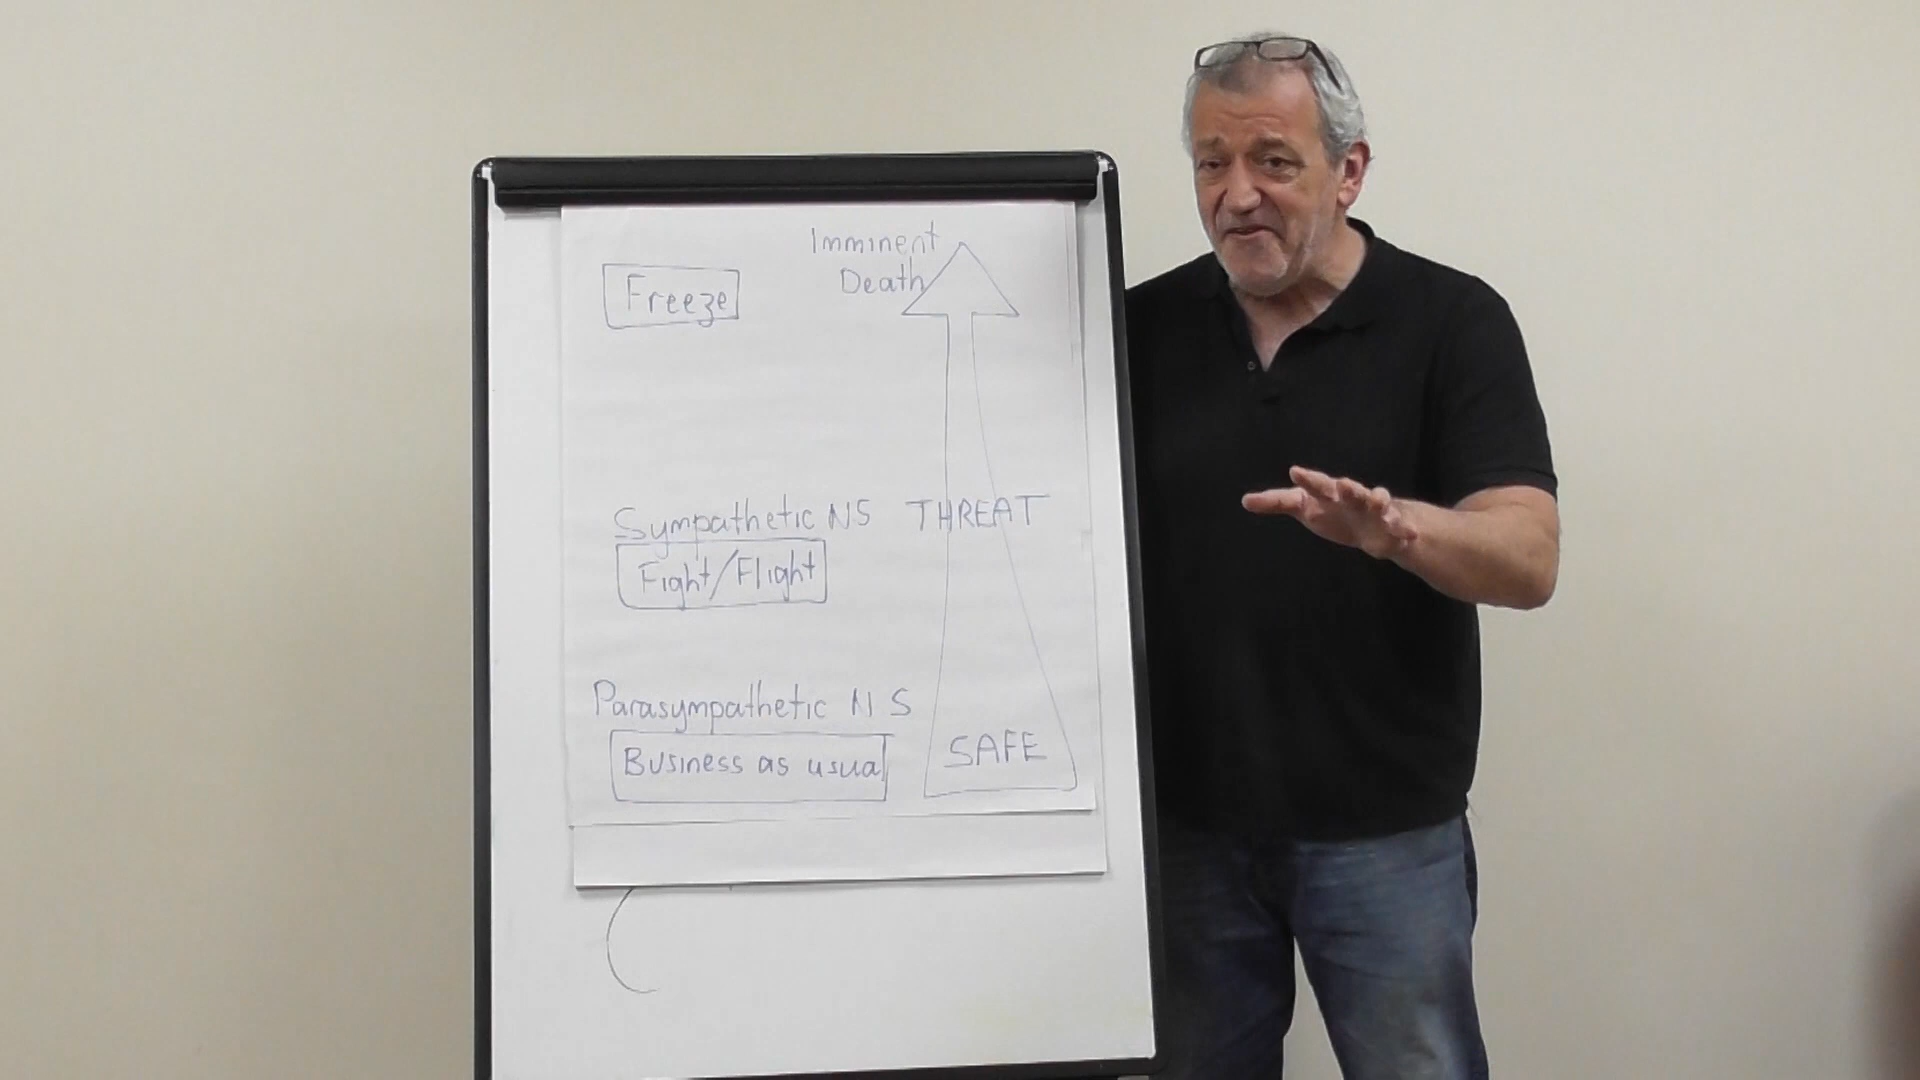 Imminent
Death
Freeze
Sympathetic NS THREAT
Fight/Flight
Parasympathetic NS
Business as usual
SAFE